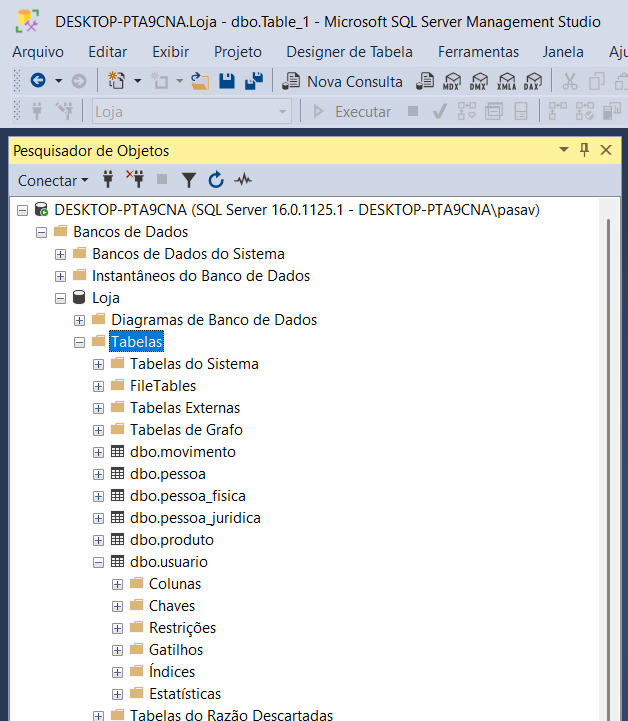 DESKTOP-PTA9CNA.Loja - dbo.Table_1 - Microsoft SQL Server Management Studio
Arquivo Editar Exibir Projeto Designer de Tabela Ferramentas Janela Aju
Nova Consulta MDX DMX XMLA DAX
Loja Executar
Pesquisador de Objetos
Conectar
DESKTOP-PTA9CNA (SQL Server 16.0.1125.1 - DESKTOP-PTA9CNA\pasav)
Bancos de Dados
Bancos de Dados do Sistema
Instantâneos do Banco de Dados
Loja
Diagramas de Banco de Dados
Tabelas
Tabelas do Sistema
FileTables
Tabelas Externas
Tabelas de Grafo
dbo.movimento
dbo.pessoa
dbo.pessoa_fisica
dbo.pessoa_juridica
dbo.produto
dbo.usuario
Colunas
Chaves
Restrições
Gatilhos
Índices
Estatísticas
Tabelas do Razão Descartadas